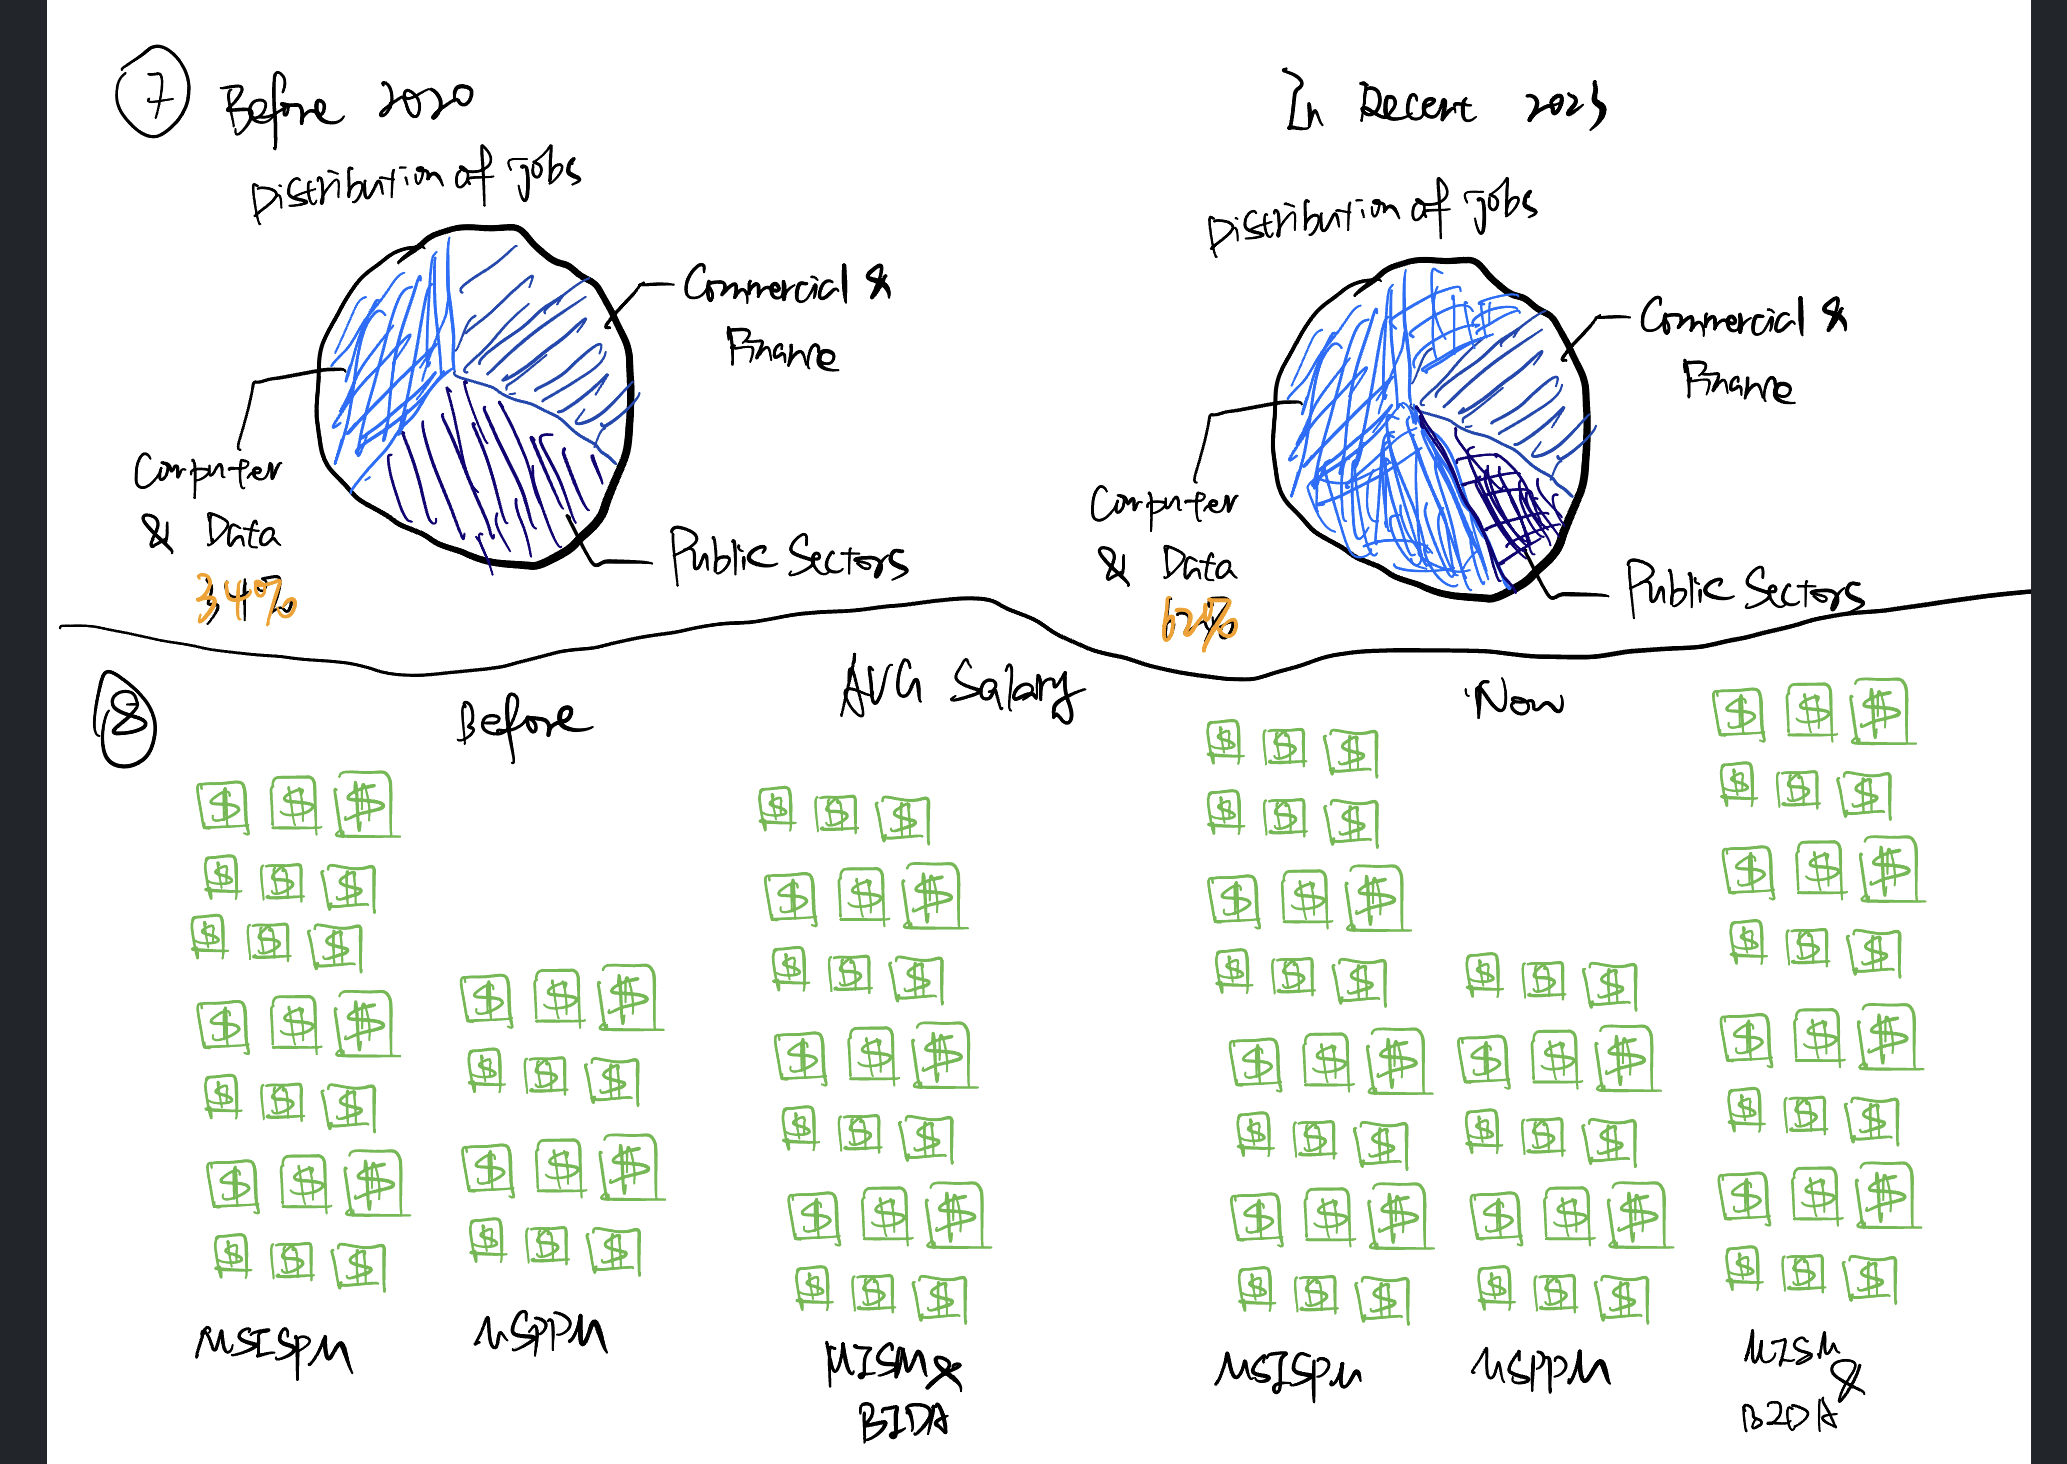 7
Before 2020
Distribution of jobs
Commercial &
Finance
Computer
& Data
34%
Public Sectors
In Recent 2023
Distribution of jobs
Commercial &
Finance
Computer
& Data
62%
Public Sectors
8
AVG Salary
Before
$ $ $
$ $ $
$ $ $
$ $ $
$ $ $
$ $ $
$ $ $
MSISPM
$ $ $
$ $ $
$ $ $
$ $ $
MSPPM
$ $ $
$ $ $
$ $ $
$ $ $
$ $ $
$ $ $
$ $ $
MISM &
BIDA
Now
$ $ $
$ $ $
$ $ $
$ $ $
$ $ $
$ $ $
$ $ $
$ $ $
MSISPM
$ $ $
$ $ $
$ $ $
$ $ $
$ $ $
MSPPM
$ $ $
$ $ $
$ $ $
$ $ $
$ $ $
$ $ $
$ $ $
$ $ $
MISM
&
BIDA